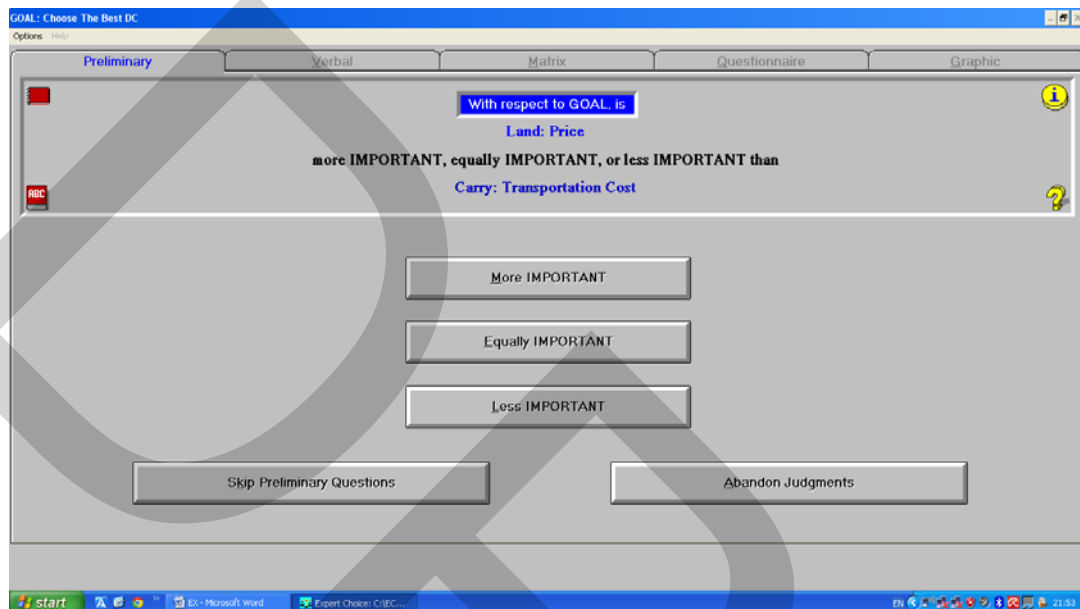 GOAL: Choose The Best DC
Options Help
Preliminary Verbal Matrix Questionnaire Graphic
With respect to GOAL, is
Land: Price
more IMPORTANT, equally IMPORTANT, or less IMPORTANT than
Carry: Transportation Cost
ABC
More IMPORTANT
Equally IMPORTANT
Less IMPORTANT
Skip Preliminary Questions Abandon Judgments
start EX - Microsoft Word Expert Choice: C:\EC... EN 21:53